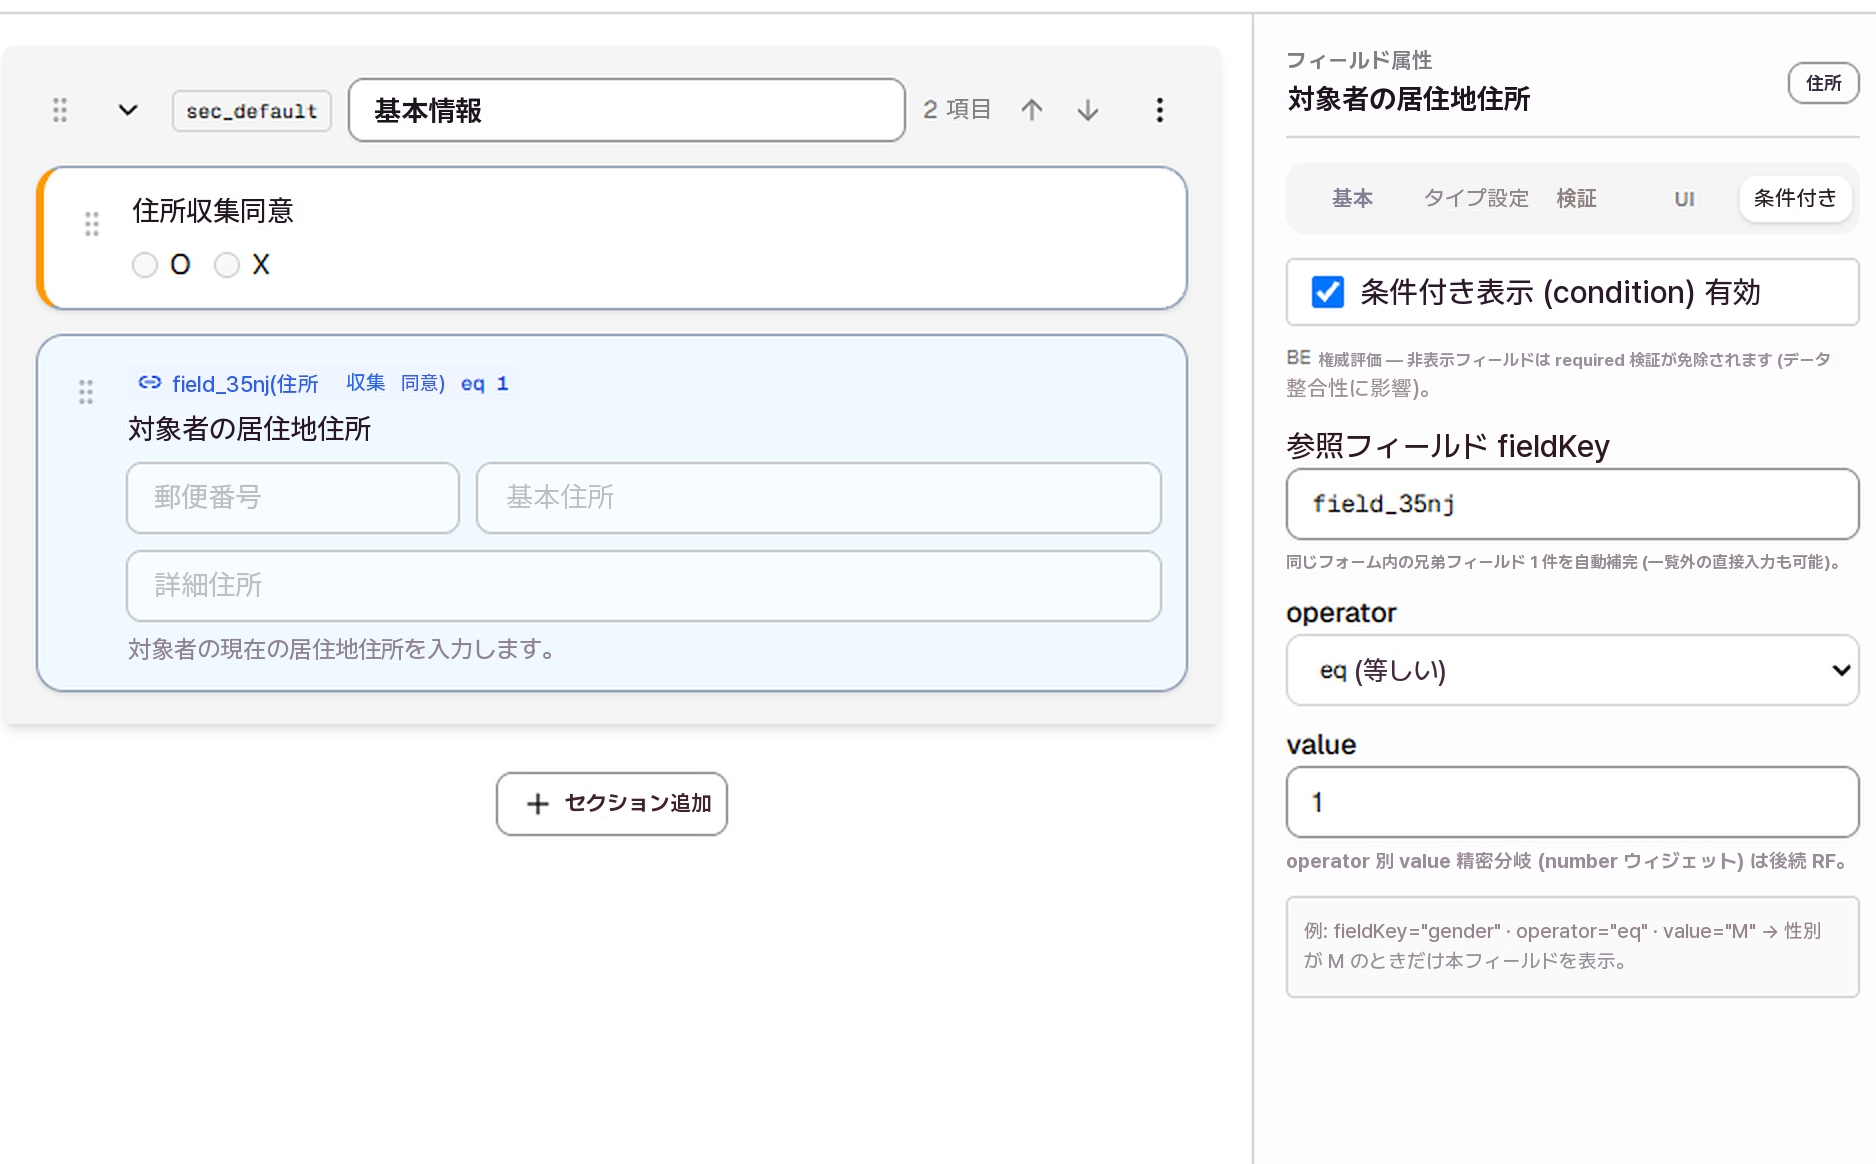 sec_default 基本情報 2 項目
住所収集同意
O X
field_35nj(住所 収集 同意) eq 1
対象者の居住地住所
郵便番号 基本住所
詳細住所
対象者の現在の居住地住所を入力します。
セクション追加
フィールド属性
対象者の居住地住所
住所
基本 タイプ設定 検証 UI 条件付き
条件付き表示 (condition) 有効
BE 権威評価 — 非表示フィールドは required 検証が免除されます (データ
整合性に影響)。
参照フィールド fieldKey
field_35nj
同じフォーム内の兄弟フィールド 1 件を自動補完 (一覧外の直接入力も可能)。
operator
eq (等しい)
value
1
operator 別 value 精密分岐 (number ウィジェット) は後続 RF。
例: fieldKey="gender" · operator="eq" · value="M" → 性別
が M のときだけ本フィールドを表示。